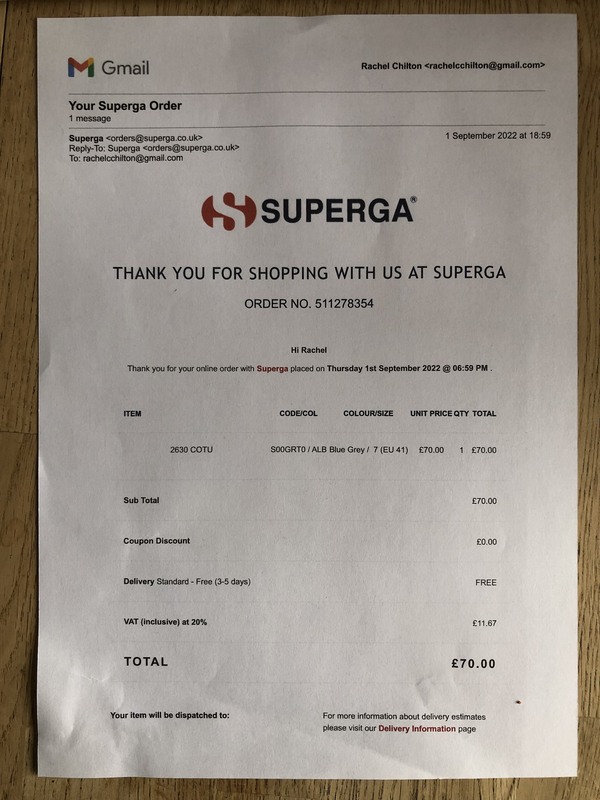 Gmail
Rachel Chilton <rachelcchilton@gmail.com>
Your Superga Order
1 message
Superga <orders@superga.co.uk> 1 September 2022 at 18:59
Reply-To: Superga <orders@superga.co.uk>
To: rachelcchilton@gmail.com
SUPERGA®
THANK YOU FOR SHOPPING WITH US AT SUPERGA
ORDER NO. 511278354
Hi Rachel
Thank you for your online order with Superga placed on Thursday 1st September 2022 @ 06:59 PM .
ITEM CODE/COL COLOUR/SIZE UNIT PRICE QTY TOTAL
2630 COTU S00GRT0 / ALB Blue Grey / 7 (EU 41) £70.00 1 £70.00
Sub Total £70.00
Coupon Discount £0.00
Delivery Standard - Free (3-5 days) FREE
VAT (inclusive) at 20% £11.67
TOTAL £70.00
Your item will be dispatched to: For more information about delivery estimates
please visit our Delivery Information page